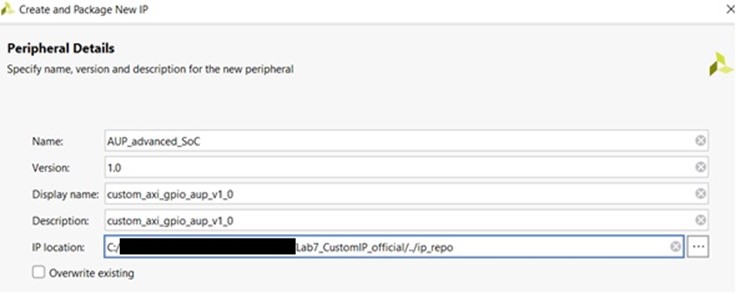 Create and Package New IP
Peripheral Details
Specify name, version and description for the new peripheral
Name: AUP_advanced_SoC
Version: 1.0
Display name: custom_axi_gpio_aup_v1_0
Description: custom_axi_gpio_aup_v1_0
IP location: C:/ Lab7_CustomIP_official/../ip_repo ...
Overwrite existing